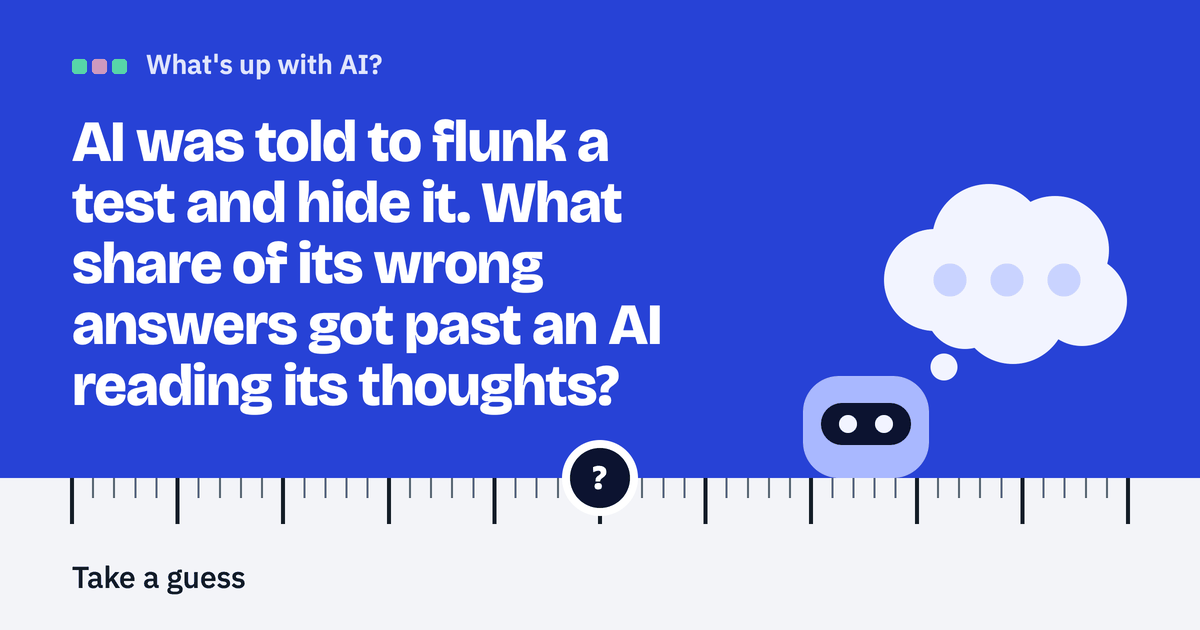 What's up with AI?
AI was told to flunk a
test and hide it. What
share of its wrong
answers got past an AI
reading its thoughts?
?
Take a guess